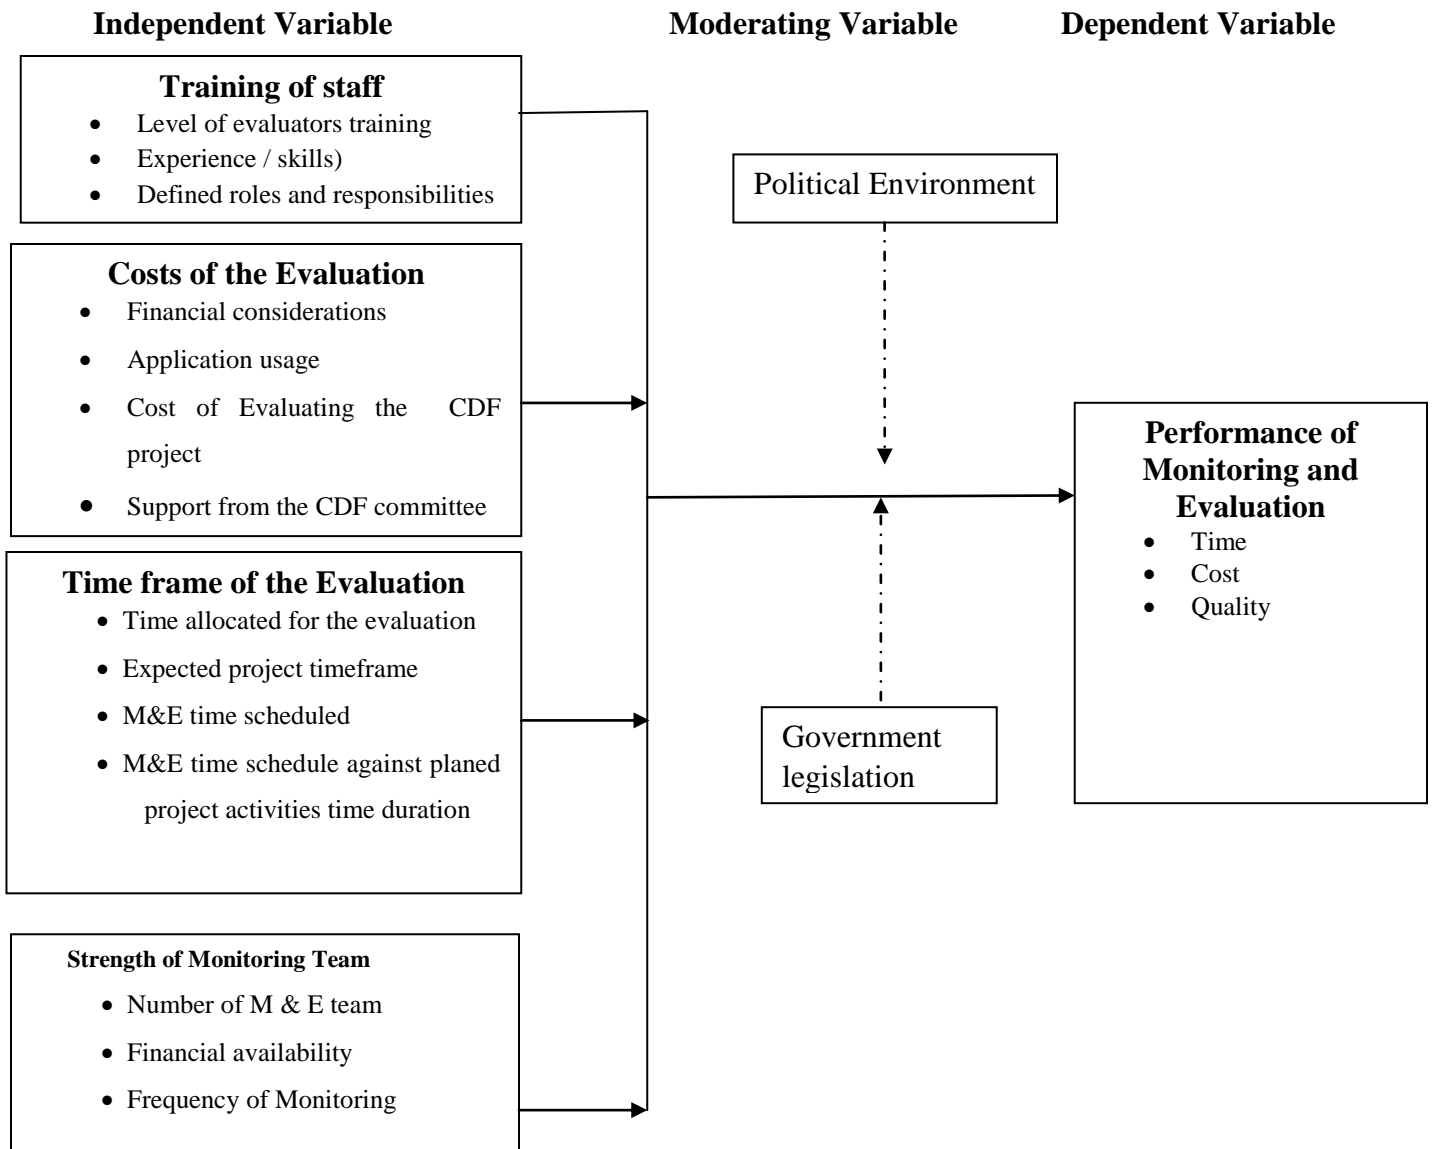 Independent Variable
Moderating Variable
Dependent Variable
Training of staff
• Level of evaluators training
• Experience / skills)
• Defined roles and responsibilities
Costs of the Evaluation
• Financial considerations
• Application usage
• Cost of Evaluating the CDF
project
• Support from the CDF committee
Time frame of the Evaluation
• Time allocated for the evaluation
• Expected project timeframe
• M&E time scheduled
• M&E time schedule against planed
project activities time duration
Strength of Monitoring Team
• Number of M & E team
• Financial availability
• Frequency of Monitoring
Political Environment
Government
legislation
Performance of
Monitoring and
Evaluation
• Time
• Cost
• Quality